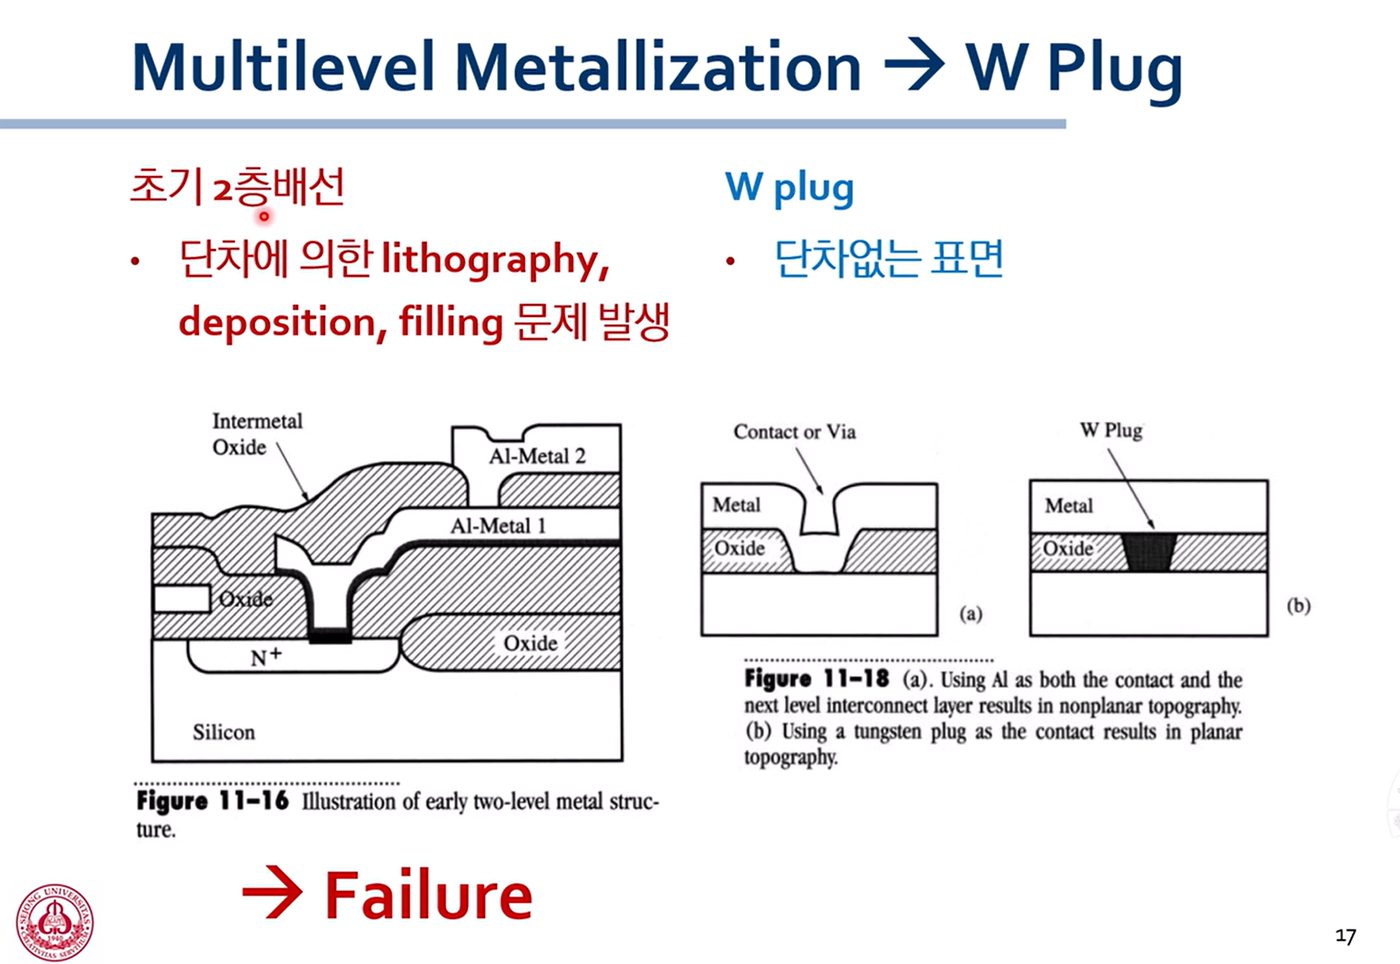 Multilevel Metallization → W Plug
초기 2층배선
• 단차에 의한 lithography,
deposition, filling 문제 발생
W plug
• 단차없는 표면
Intermetal
Oxide
Al-Metal 2
Al-Metal 1
Oxide
Oxide
N+
Silicon
Figure 11–16 Illustration of early two-level metal struc-
ture.
→ Failure
Contact or Via
Metal
Oxide
(a)
W Plug
Metal
Oxide
(b)
Figure 11–18 (a). Using Al as both the contact and the
next level interconnect layer results in nonplanar topography.
(b) Using a tungsten plug as the contact results in planar
topography.
SEJONG UNIVERSITAS
1940
17